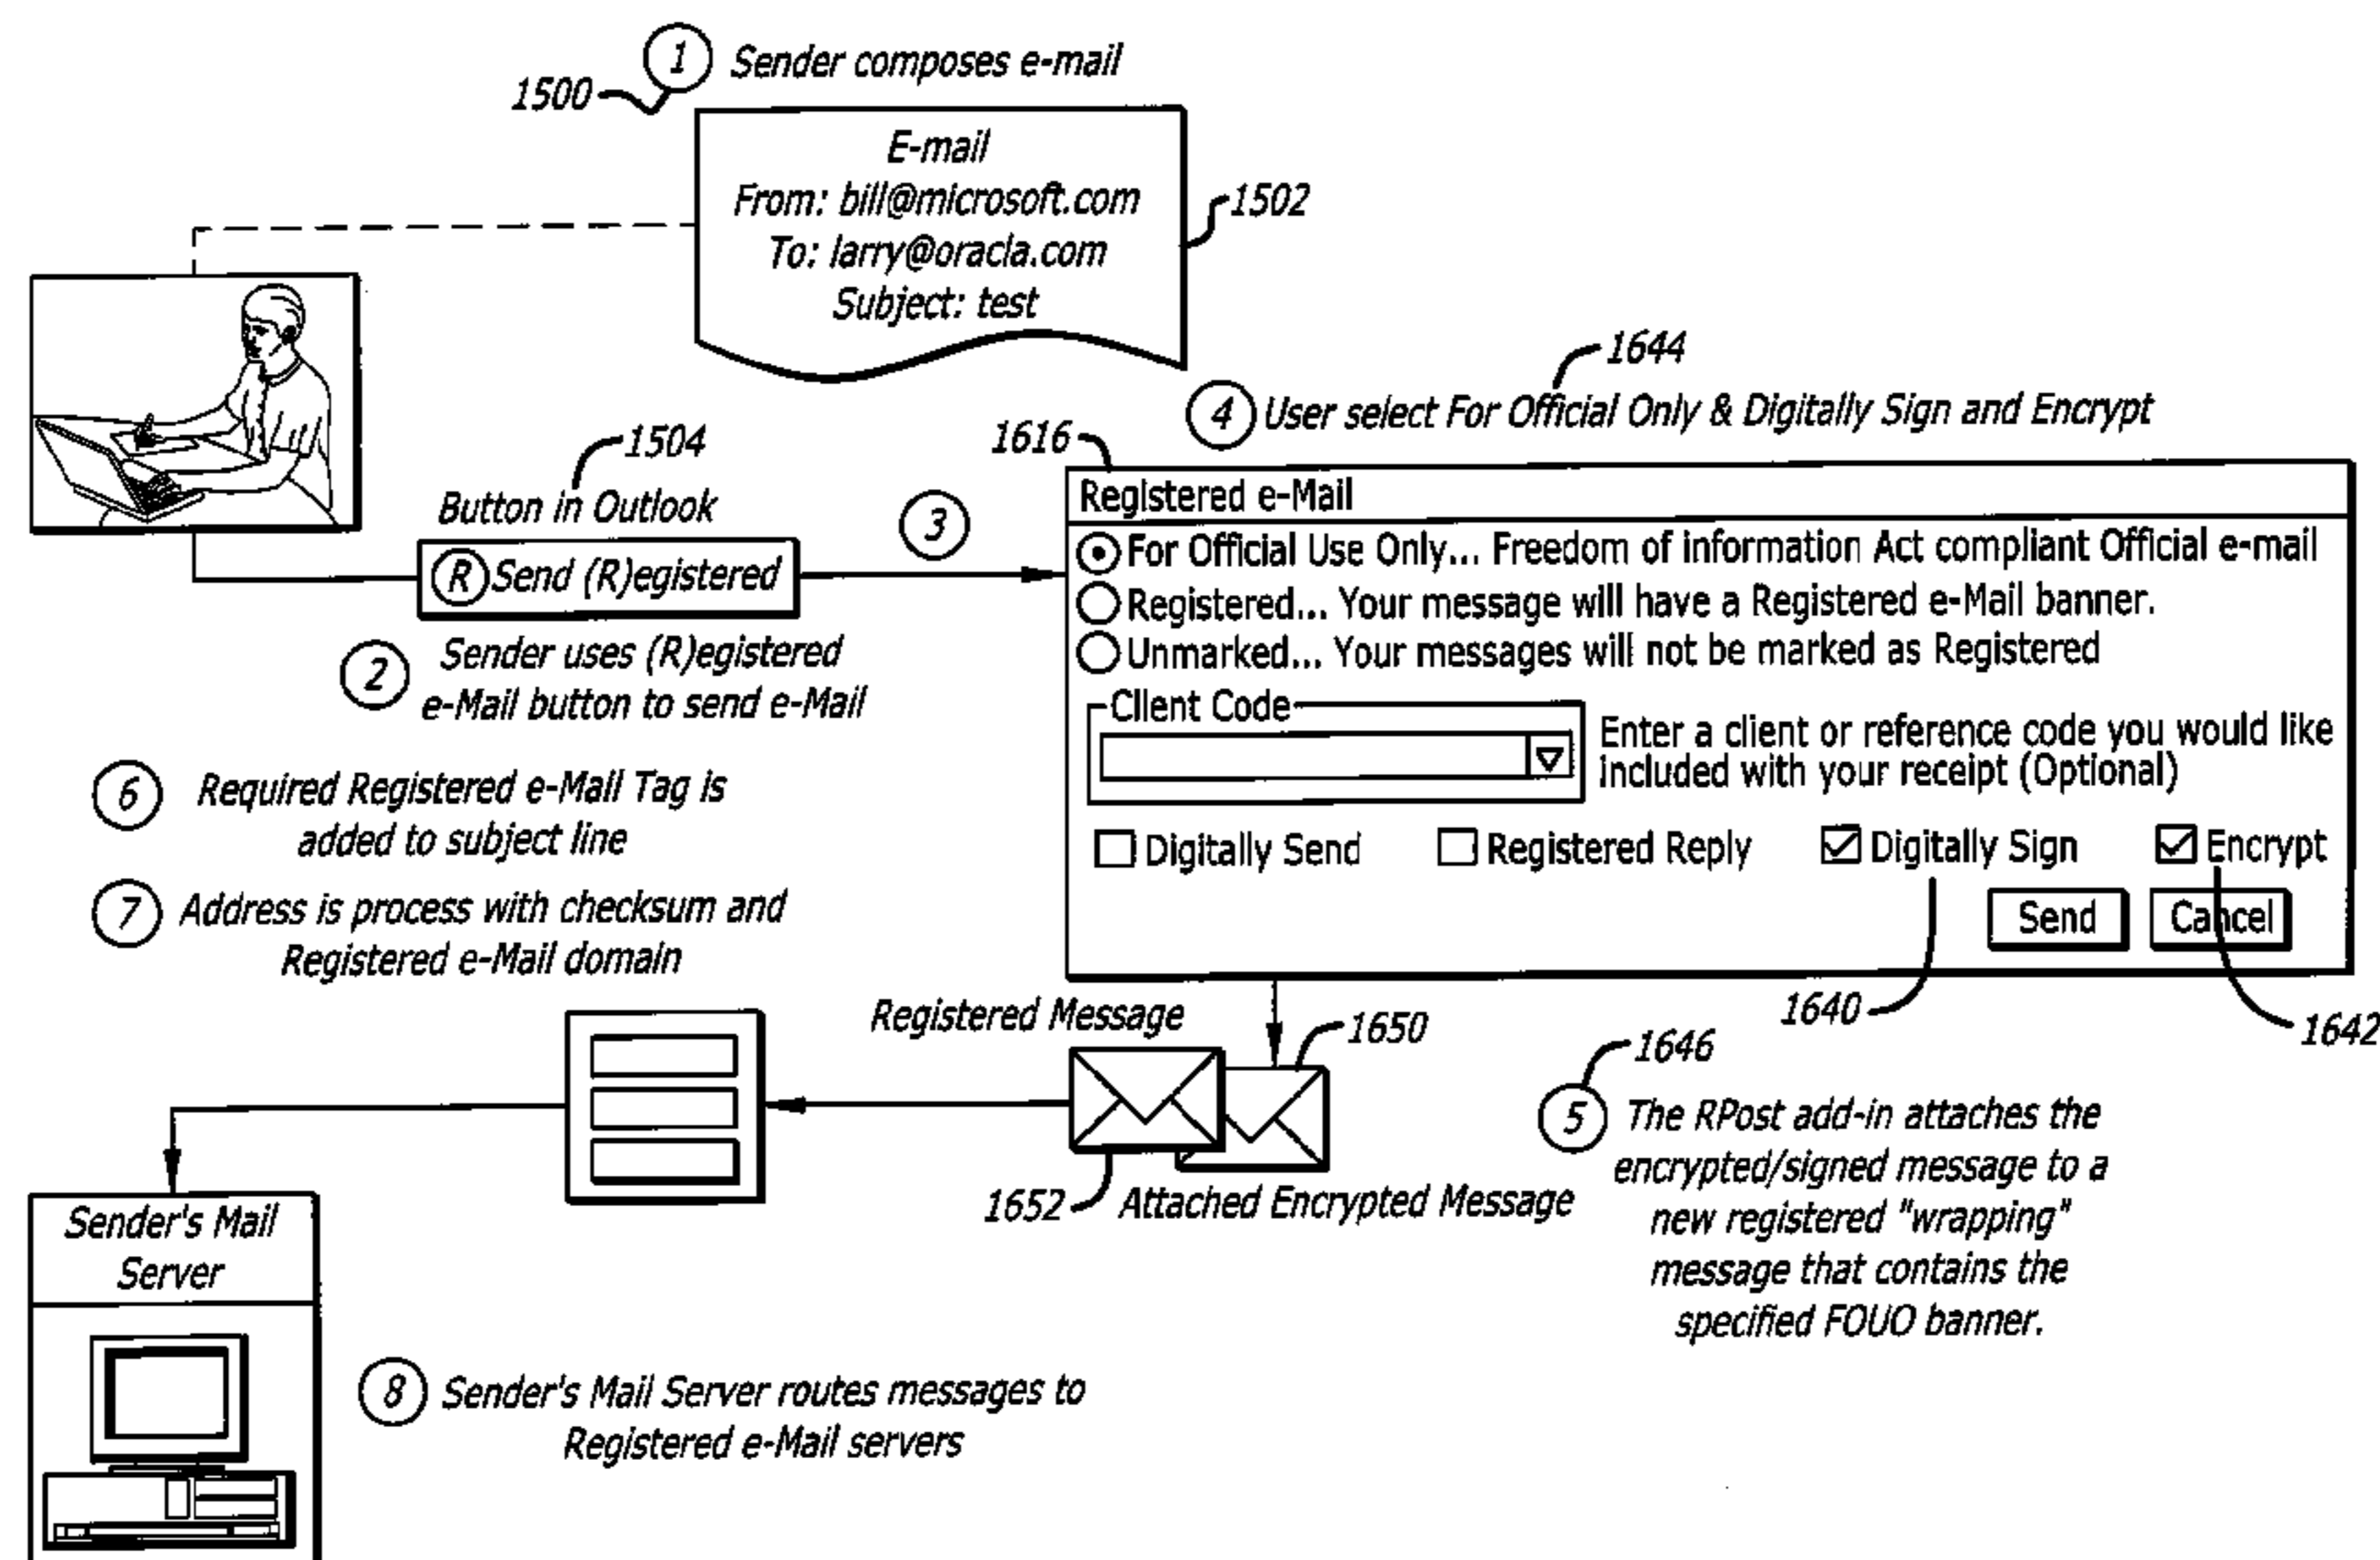 1 Sender composes e-mail
1500
E-mail
From: bill@microsoft.com
To: larry@oracla.com
Subject: test
1502
1644
4 User select For Official Only & Digitally Sign and Encrypt
1504
Button in Outlook
R Send (R)egistered
3
1616
2 Sender uses (R)egistered
e-Mail button to send e-Mail
Registered e-Mail
For Official Use Only... Freedom of information Act compliant Official e-mail
Registered... Your message will have a Registered e-Mail banner.
Unmarked... Your messages will not be marked as Registered
Client Code
Enter a client or reference code you would like
included with your receipt (Optional)
Digitally Send
Registered Reply
Digitally Sign
Encrypt
Send
Cancel
1640
1642
6 Required Registered e-Mail Tag is
added to subject line
7 Address is process with checksum and
Registered e-Mail domain
Registered Message
1650
1652
Attached Encrypted Message
1646
5 The RPost add-in attaches the
encrypted/signed message to a
new registered "wrapping"
message that contains the
specified FOUO banner.
Sender's Mail
Server
8 Sender's Mail Server routes messages to
Registered e-Mail servers